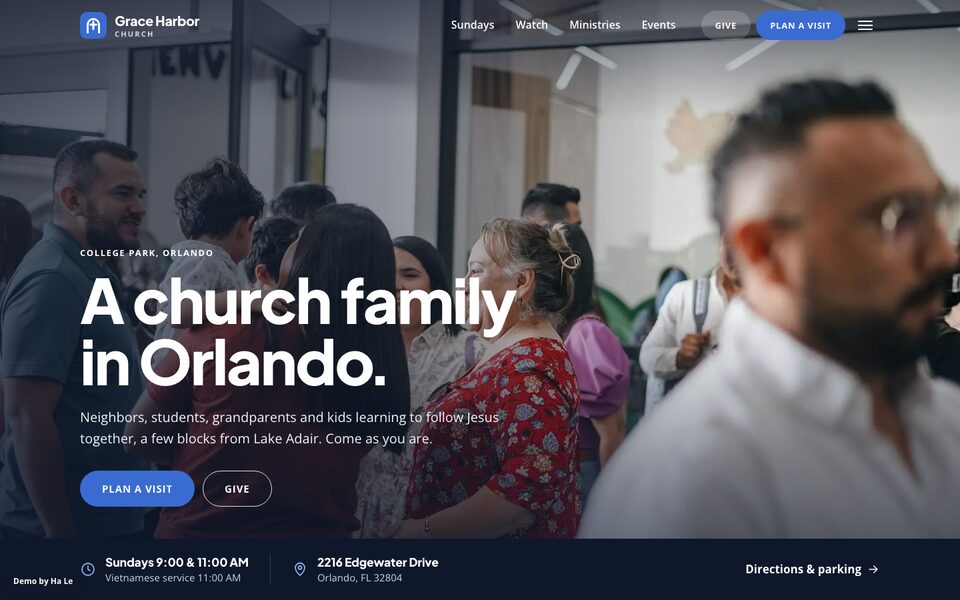 Grace Harbor
CHURCH
Sundays Watch Ministries Events GIVE PLAN A VISIT
COLLEGE PARK, ORLANDO
A church family
in Orlando.
Neighbors, students, grandparents and kids learning to follow Jesus
together, a few blocks from Lake Adair. Come as you are.
PLAN A VISIT GIVE
Sundays 9:00 & 11:00 AM
Vietnamese service 11:00 AM
2216 Edgewater Drive
Orlando, FL 32804
Directions & parking →
Demo by Ha Le